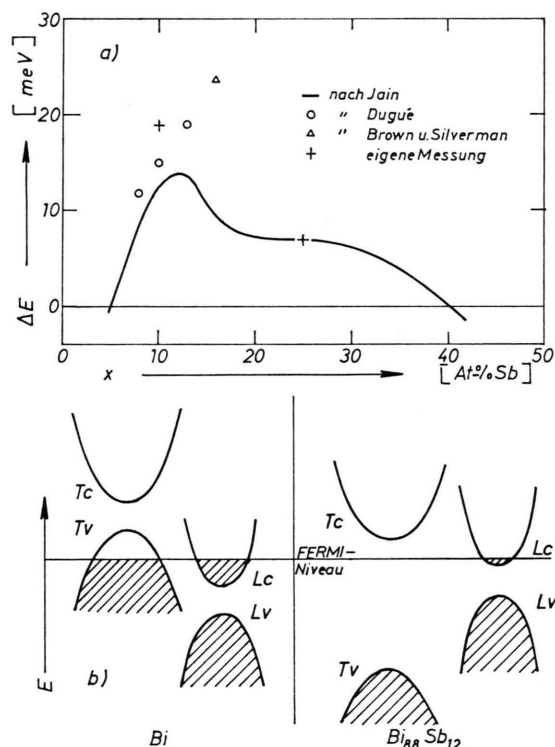 30
a)
[meV]
— nach Jain
○ " Dugué
△ " Brown u. Silverman
+ eigene Messung
20
10
ΔE
0
0 10 20 30 40 50
x [At-% Sb]
Tc
Tv
Lc
Lv
FERMI-
Niveau
Tc
Lc
Lv
Tv
E
b)
Bi
Bi88 Sb12